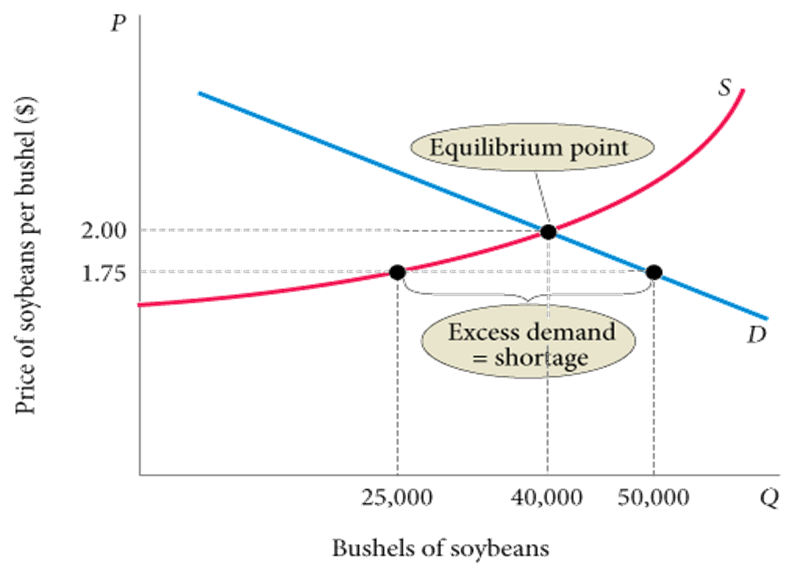 P
Price of soybeans per bushel ($)
S
Equilibrium point
2.00
1.75
Excess demand
= shortage
D
25,000
40,000
50,000
Q
Bushels of soybeans